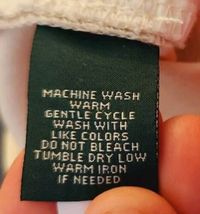 MACHINE WASH
WARM
GENTLE CYCLE
WASH WITH
LIKE COLORS
DO NOT BLEACH
TUMBLE DRY LOW
WARM IRON
IF NEEDED